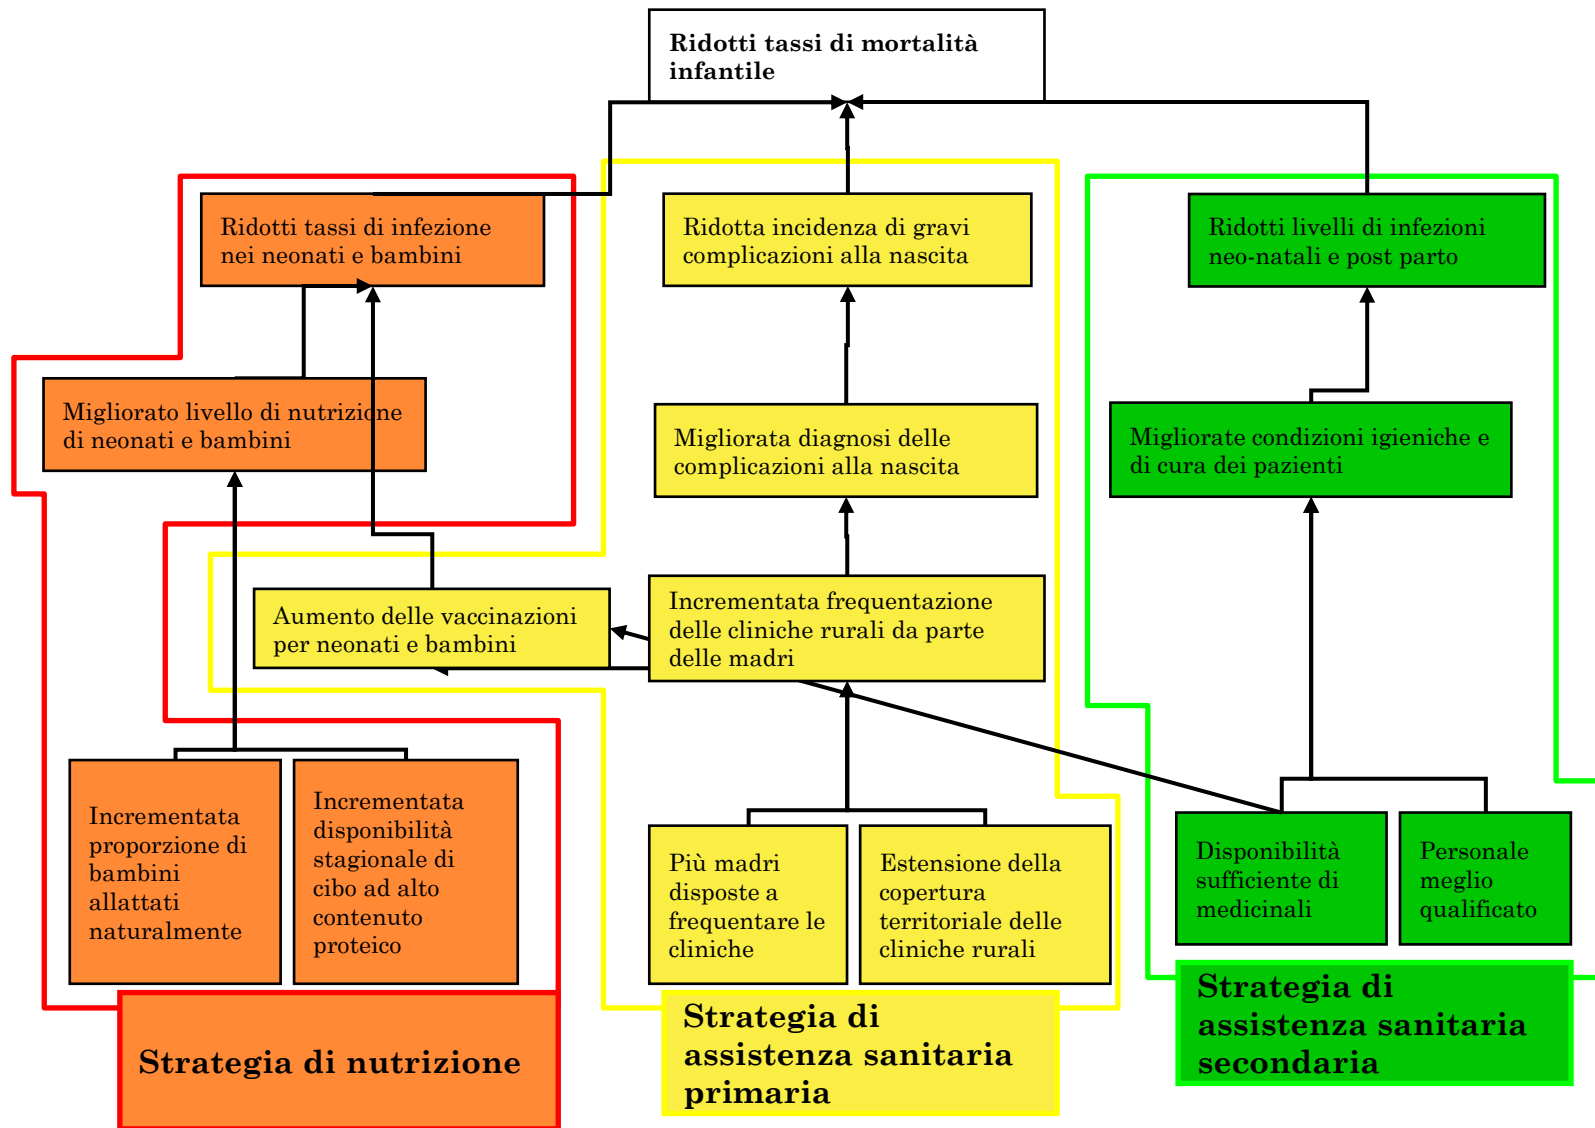 Ridotti tassi di mortalità
infantile
Ridotti tassi di infezione
nei neonati e bambini
Ridotta incidenza di gravi
complicazioni alla nascita
Ridotti livelli di infezioni
neo-natali e post parto
Migliorato livello di nutrizione
di neonati e bambini
Migliorata diagnosi delle
complicazioni alla nascita
Migliorate condizioni igieniche e
di cura dei pazienti
Aumento delle vaccinazioni
per neonati e bambini
Incrementata frequentazione
delle cliniche rurali da parte
delle madri
Incrementata
proporzione di
bambini
allattati
naturalmente
Incrementata
disponibilità
stagionale di
cibo ad alto
contenuto
proteico
Più madri
disposte a
frequentare le
cliniche
Estensione della
copertura
territoriale delle
cliniche rurali
Disponibilità
sufficiente di
medicinali
Personale
meglio
qualificato
Strategia di nutrizione
Strategia di
assistenza sanitaria
primaria
Strategia di
assistenza sanitaria
secondaria